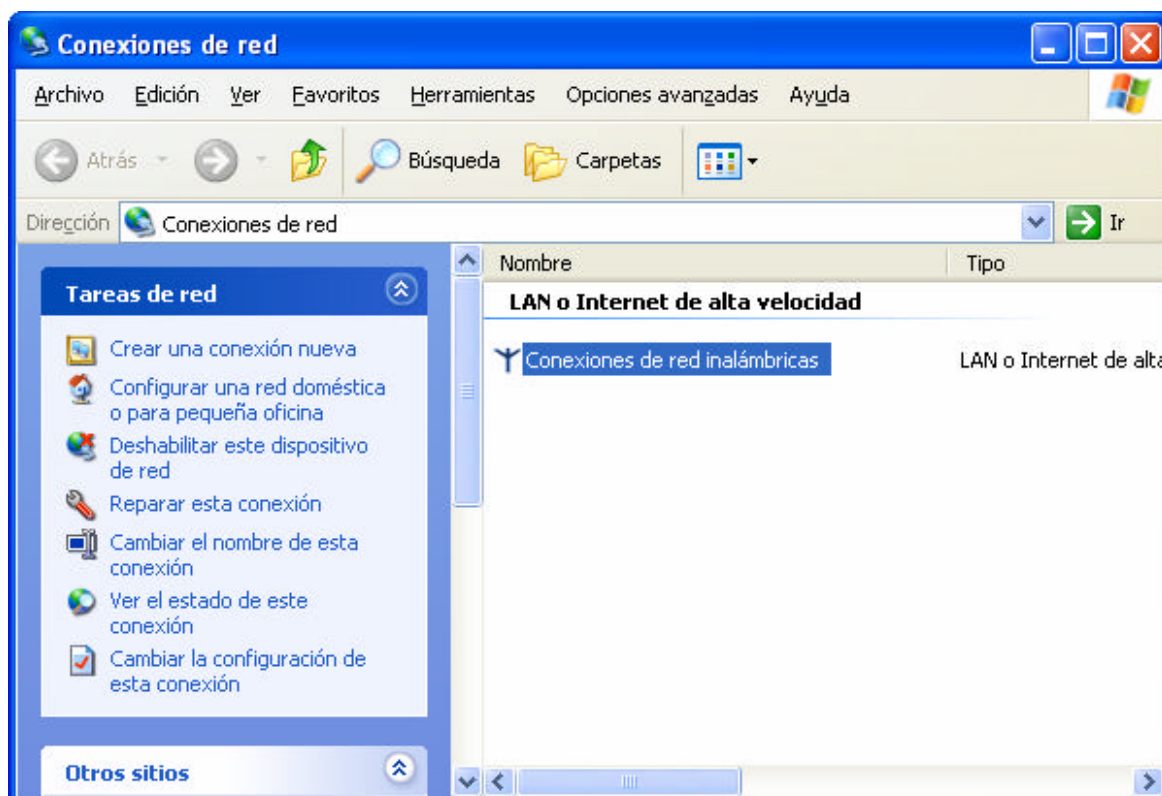 Conexiones de red
Archivo Edición Ver Favoritos Herramientas Opciones avanzadas Ayuda
Atrás Búsqueda Carpetas
Dirección Conexiones de red Ir
Nombre Tipo
Tareas de red
LAN o Internet de alta velocidad
Crear una conexión nueva
Conexiones de red inalámbricas LAN o Internet de alta
Configurar una red doméstica
o para pequeña oficina
Deshabilitar este dispositivo
de red
Reparar esta conexión
Cambiar el nombre de esta
conexión
Ver el estado de este
conexión
Cambiar la configuración de
esta conexión
Otros sitios